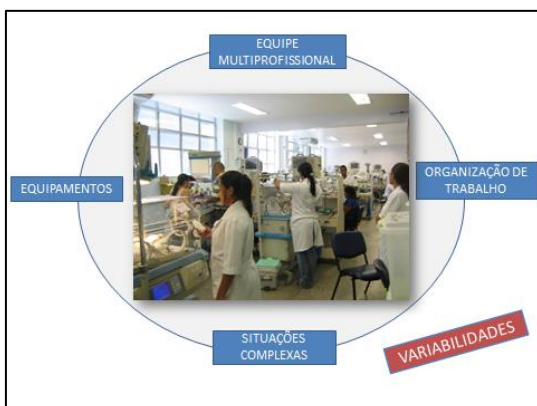 EQUIPE
MULTIPROFISSIONAL
EQUIPAMENTOS
ORGANIZAÇÃO DE
TRABALHO
SITUAÇÕES
COMPLEXAS
VARIABILIDADES